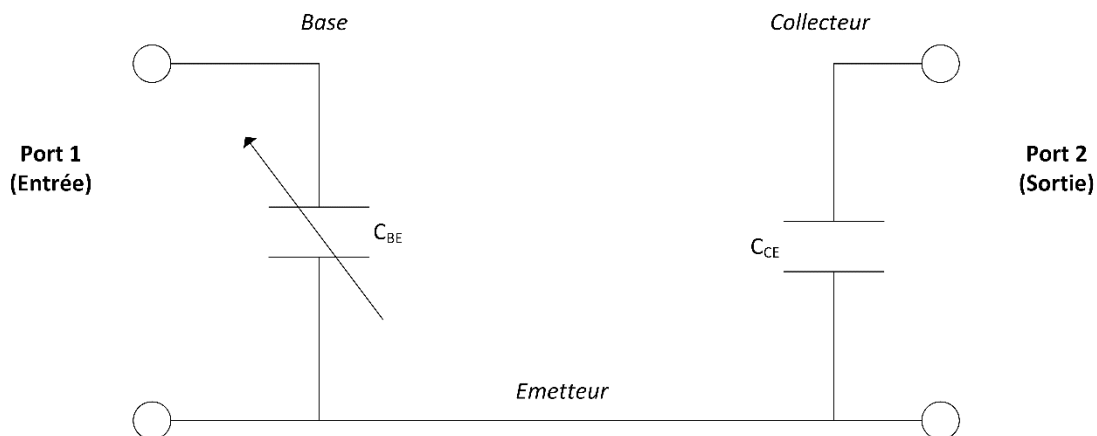 Base
Collecteur
Port 1
(Entrée)
Port 2
(Sortie)
C_BE
C_CE
Emetteur